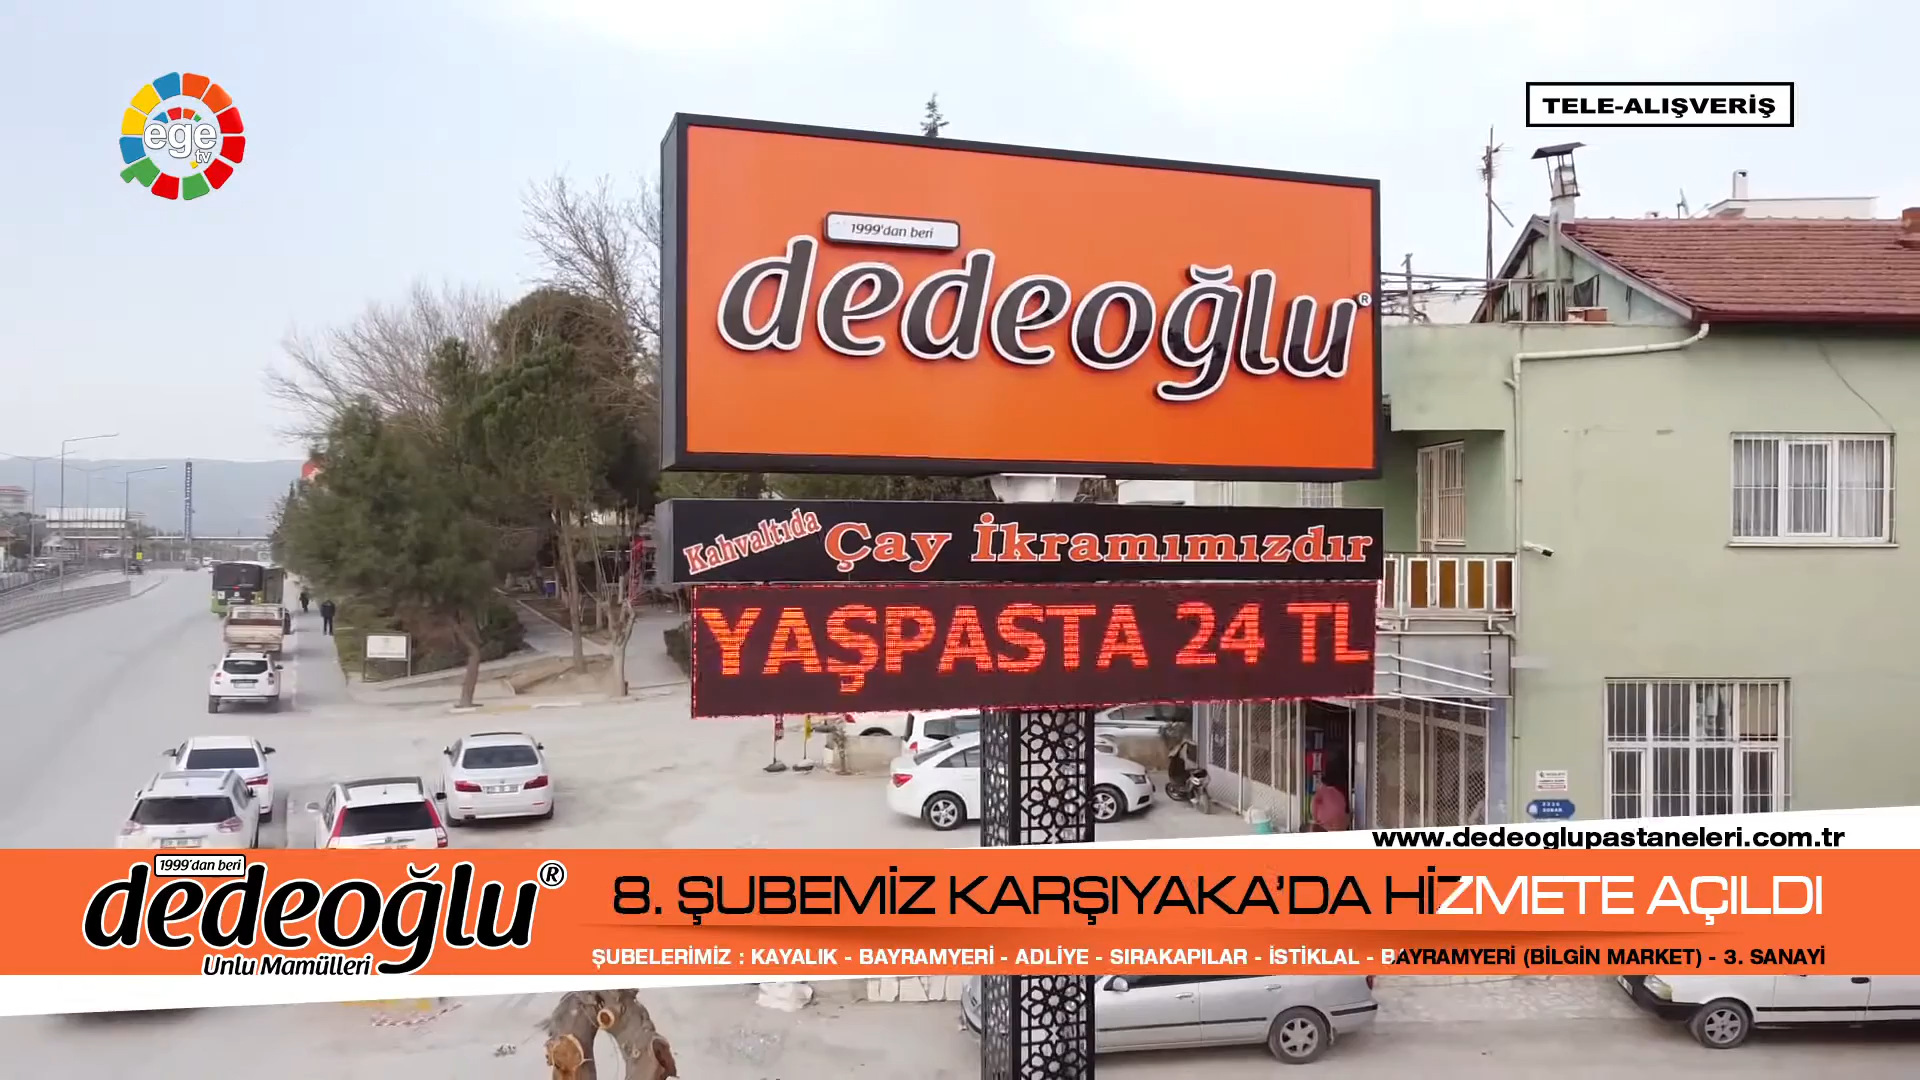 ege
tv
TELE-ALIŞVERİŞ
1999'dan beri
dedeoğlu®
Kahvaltıda Çay İkramımızdır
YAŞPASTA 24 TL
www.dedeoglupastaneleri.com.tr
1999'dan beri
dedeoğlu®
Unlu Mamülleri
8. ŞUBEMİZ KARŞIYAKA'DA HİZMETE AÇILDI
ŞUBELERİMİZ : KAYALIK - BAYRAMYERİ - ADLİYE - SIRAKAPILAR - İSTİKLAL - BAYRAMYERİ (BİLGİN MARKET) - 3. SANAYİ